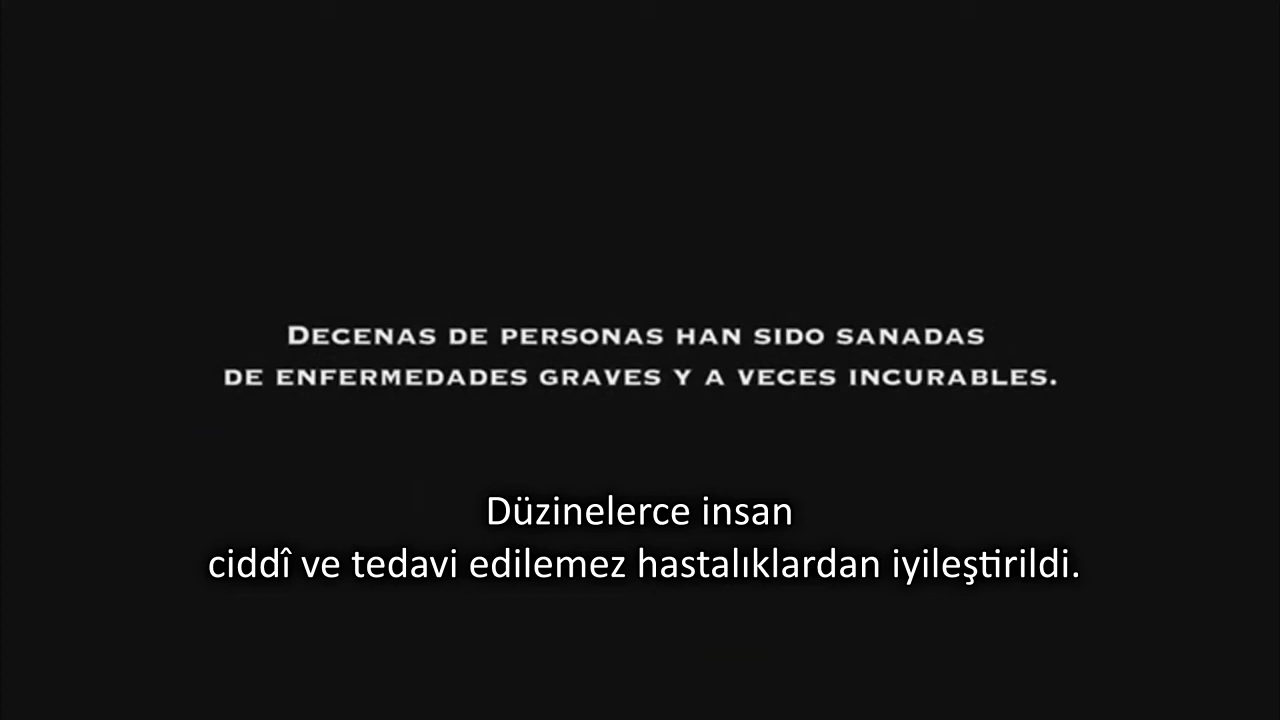 DECENAS DE PERSONAS HAN SIDO SANADAS
DE ENFERMEDADES GRAVES Y A VECES INCURABLES.
Düzinelerce insan
ciddî ve tedavi edilemez hastalıklardan iyileştirildi.